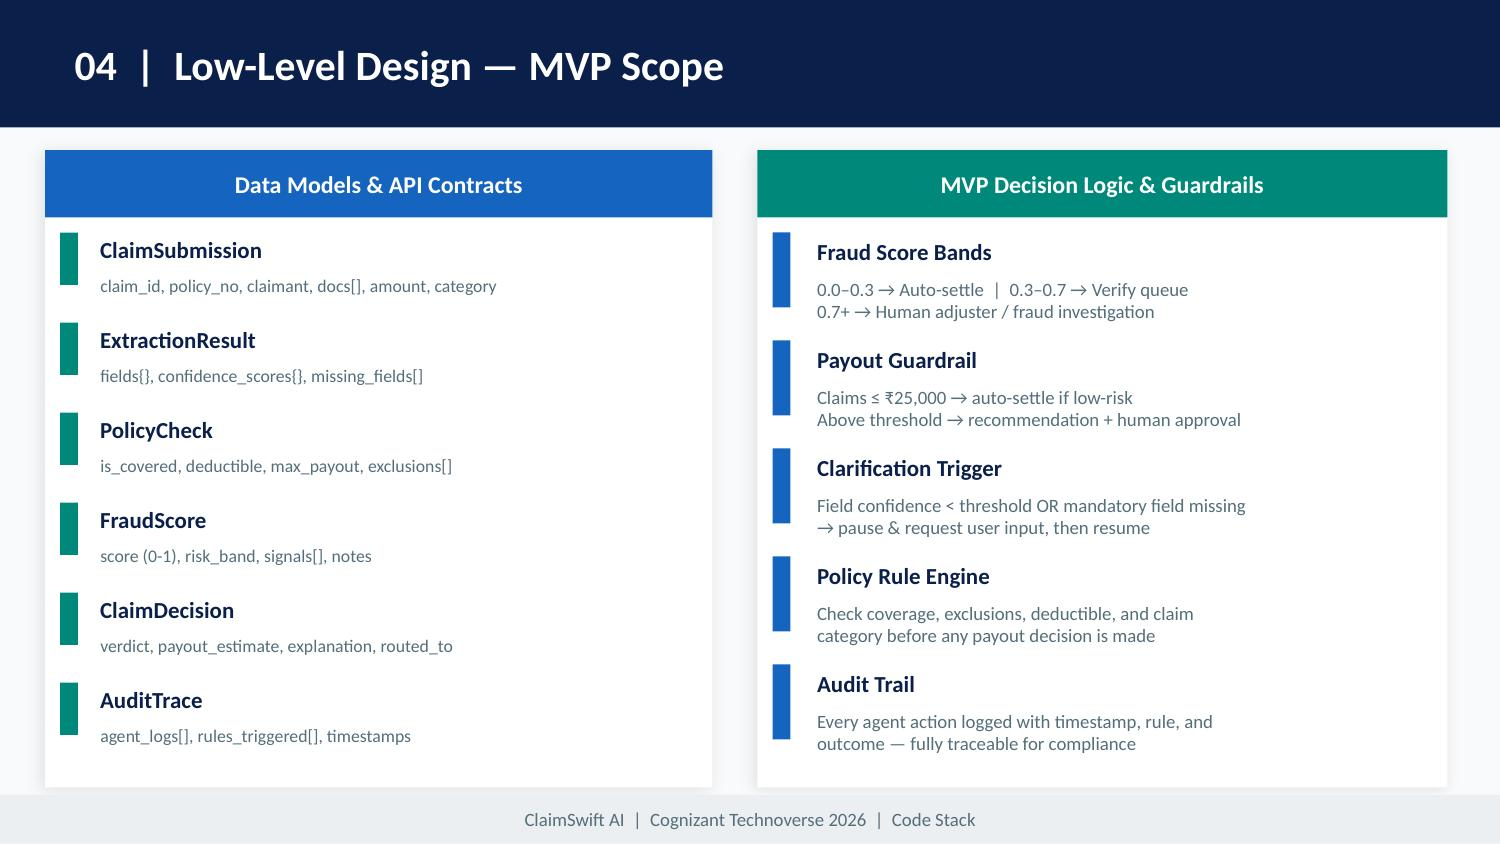 04 | Low-Level Design — MVP Scope
Data Models & API Contracts
ClaimSubmission
claim_id, policy_no, claimant, docs[], amount, category
ExtractionResult
fields{}, confidence_scores{}, missing_fields[]
PolicyCheck
is_covered, deductible, max_payout, exclusions[]
FraudScore
score (0-1), risk_band, signals[], notes
ClaimDecision
verdict, payout_estimate, explanation, routed_to
AuditTrace
agent_logs[], rules_triggered[], timestamps
MVP Decision Logic & Guardrails
Fraud Score Bands
0.0–0.3 → Auto-settle | 0.3–0.7 → Verify queue
0.7+ → Human adjuster / fraud investigation
Payout Guardrail
Claims ≤ ₹25,000 → auto-settle if low-risk
Above threshold → recommendation + human approval
Clarification Trigger
Field confidence < threshold OR mandatory field missing
→ pause & request user input, then resume
Policy Rule Engine
Check coverage, exclusions, deductible, and claim
category before any payout decision is made
Audit Trail
Every agent action logged with timestamp, rule, and
outcome — fully traceable for compliance
ClaimSwift AI | Cognizant Technoverse 2026 | Code Stack